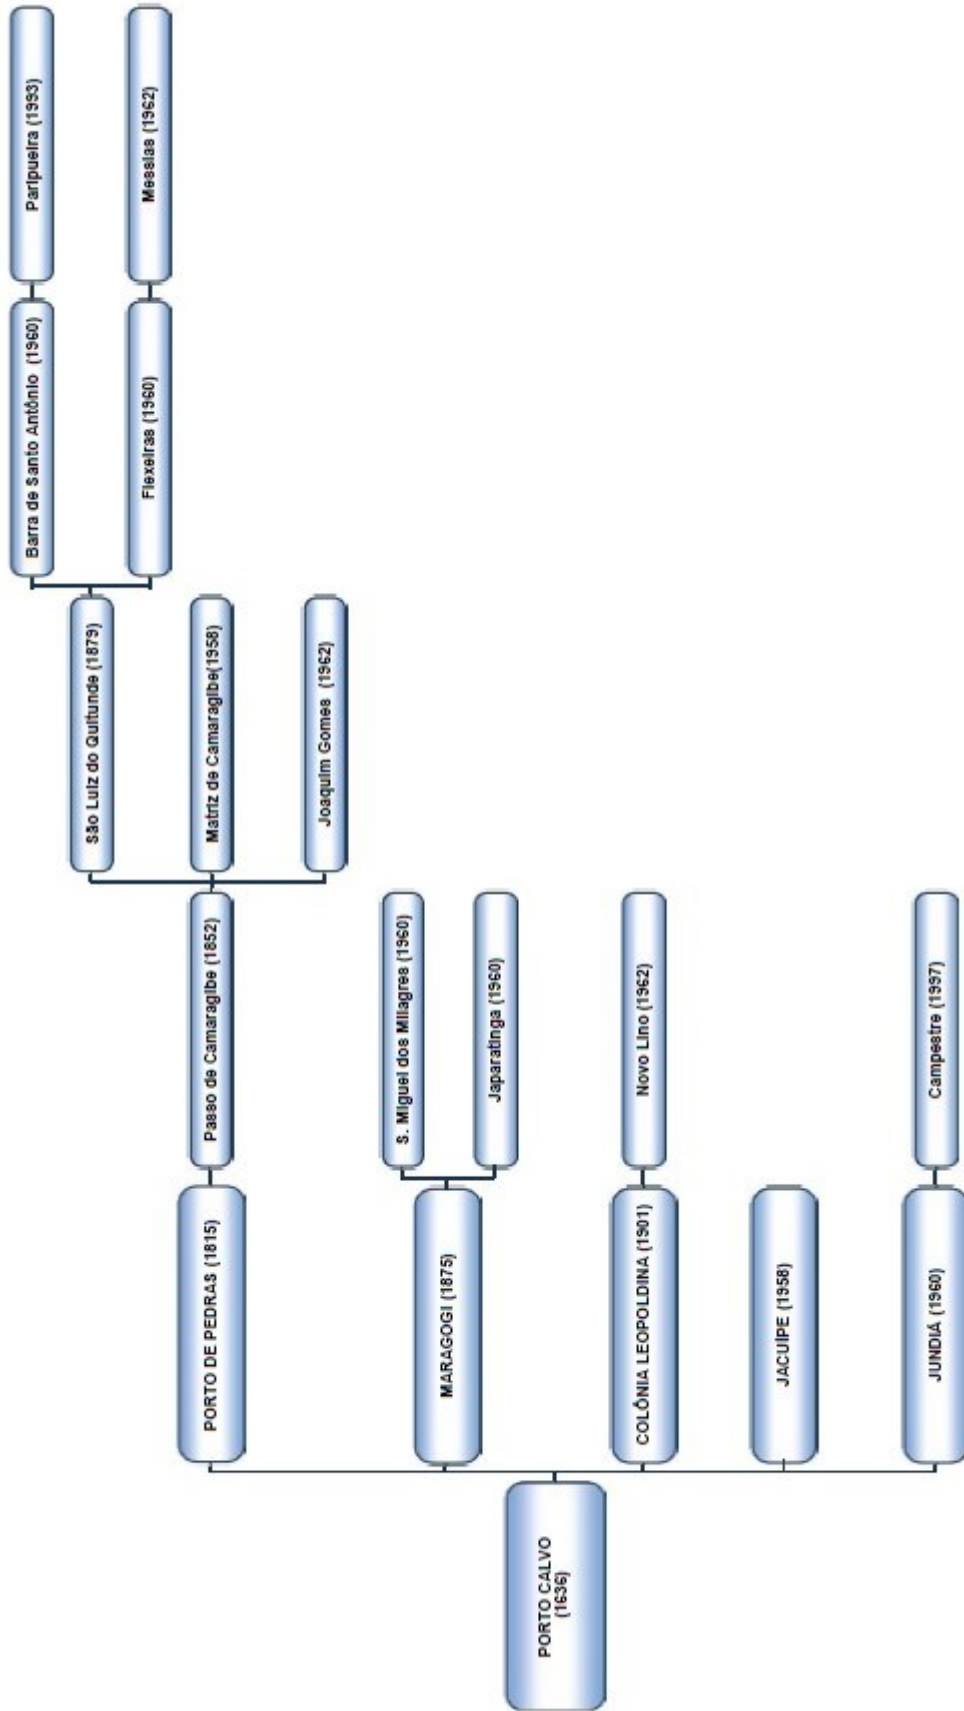 PORTO CALVO
(1636)
PORTO DE PEDRAS (1815)
Passo de Camaragibe (1852)
São Luiz do Quitunde (1879)
Barra de Santo Antônio (1960)
Paripueira (1993)
Flexeiras (1960)
Messias (1962)
Matriz de Camaragibe(1958)
Joaquim Gomes (1962)
MARAGOGI (1875)
S. Miguel dos Milagres (1960)
Japaratinga (1960)
COLÔNIA LEOPOLDINA (1901)
Novo Lino (1962)
JACUÍPE (1958)
JUNDIÁ (1960)
Campestre (1997)